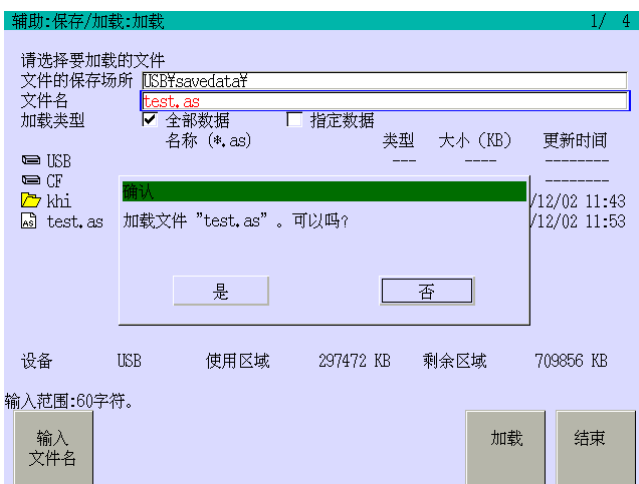 辅助:保存/加载:加载 1/ 4
请选择要加载的文件
文件的保存场所 USB¥savedata¥
文件名 test.as
加载类型 全部数据 指定数据
名称 (*.as) 类型 大小 (KB) 更新时间
USB --- ---- --------
CF --------
khi /12/02 11:43
test.as /12/02 11:53
确认
加载文件 "test.as" 。可以吗?
是 否
设备 USB 使用区域 297472 KB 剩余区域 709856 KB
输入范围:60字符。
输入
文件名
加载 结束